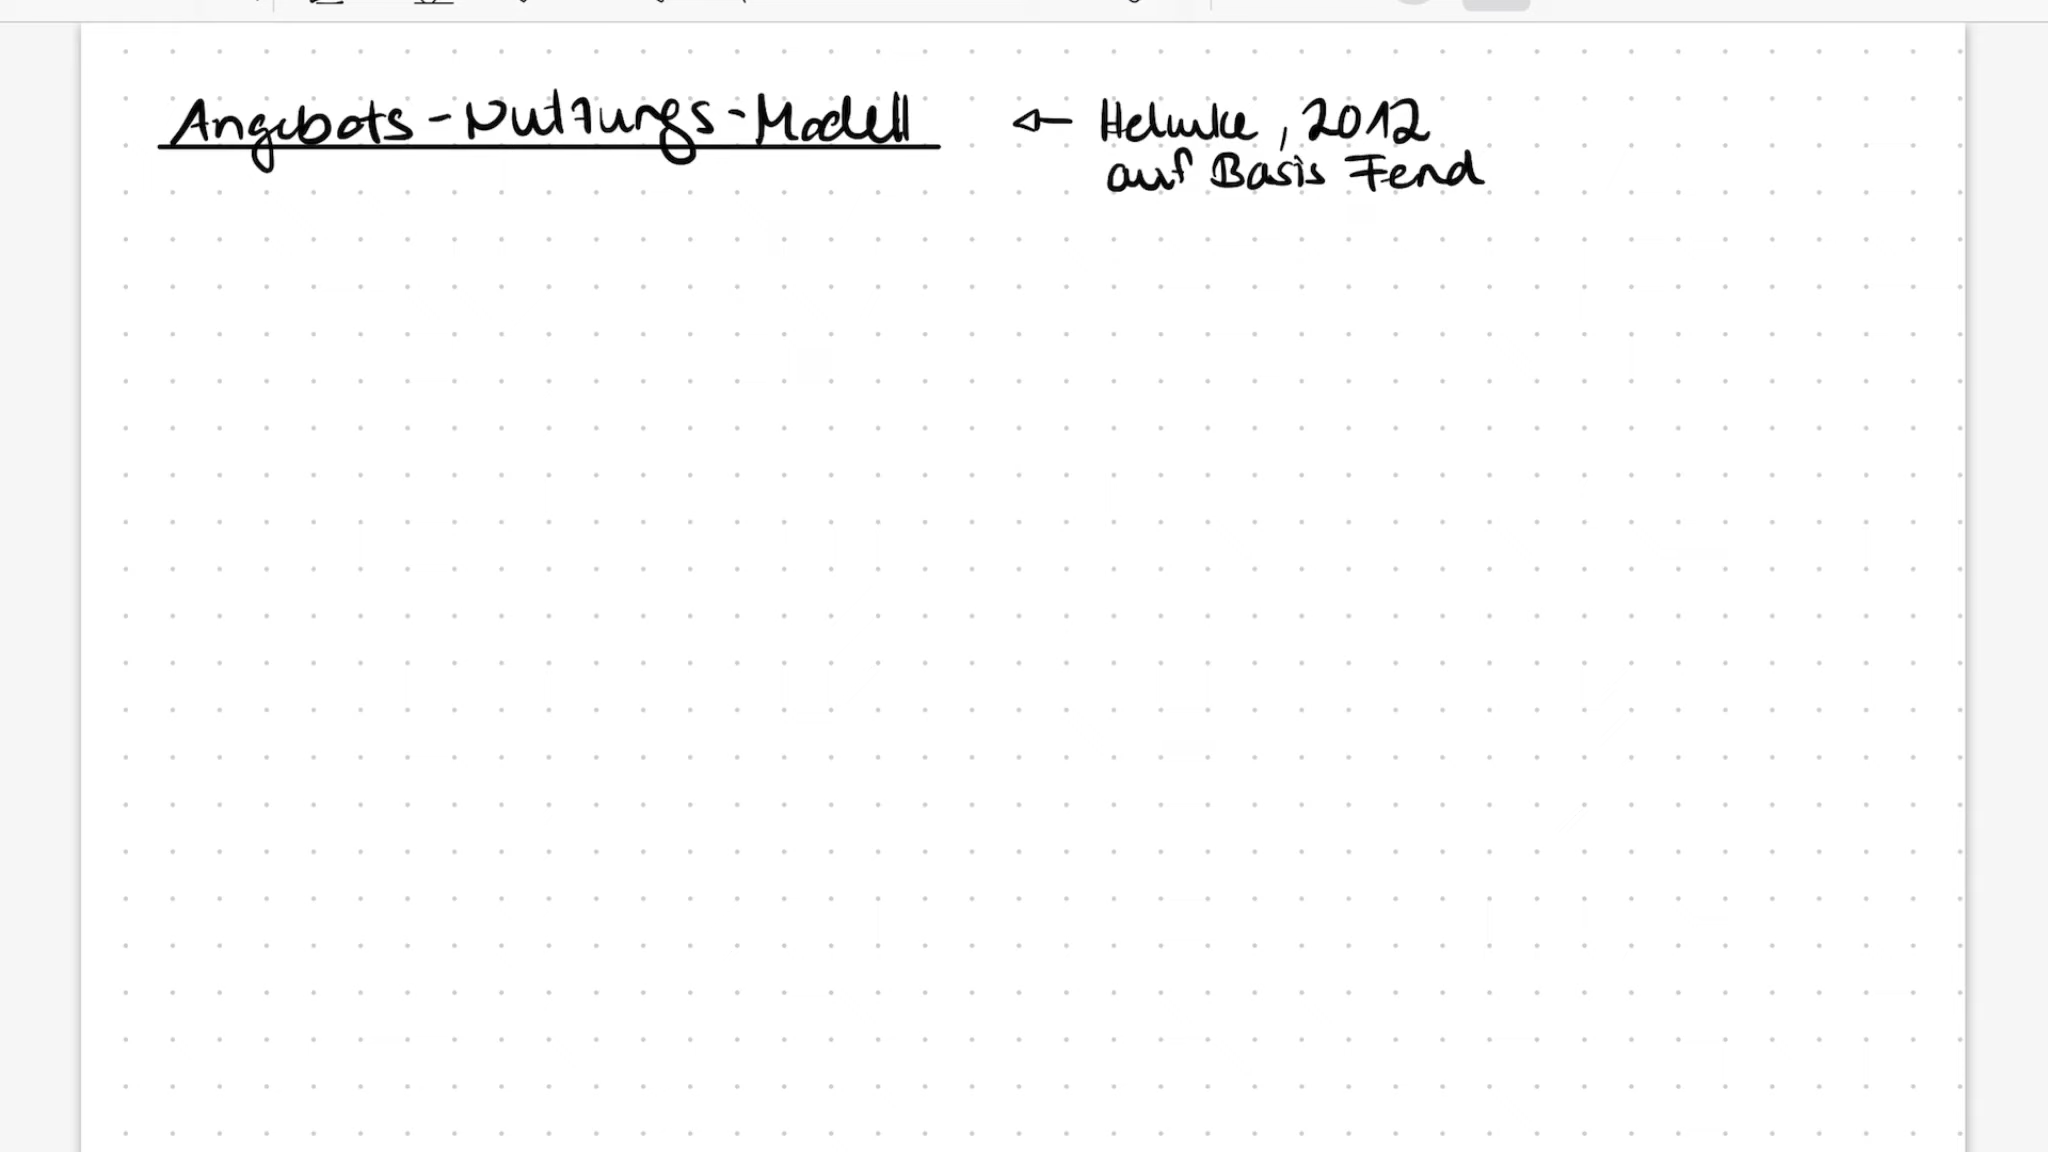 Angebots-Nutzungs-Modell ← Helmke, 2012
auf Basis Fend